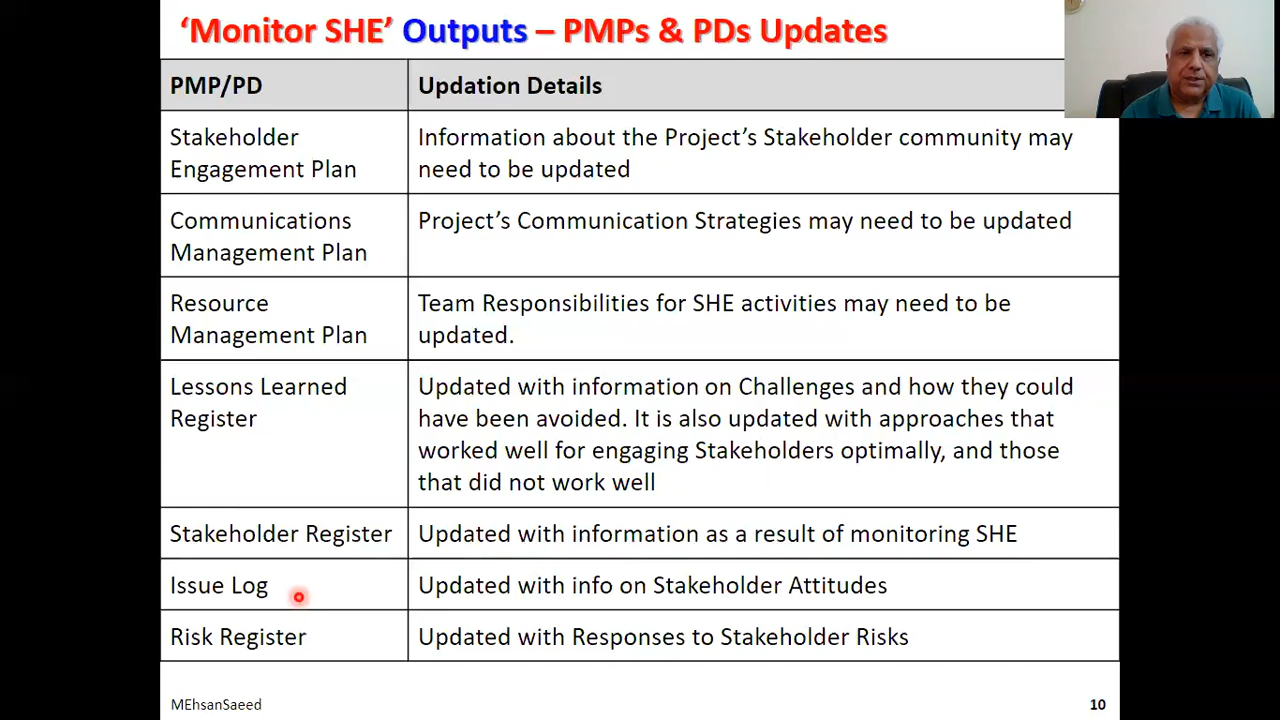 ‘Monitor SHE’ Outputs – PMPs & PDs Updates
PMP/PD
Updation Details
Stakeholder
Engagement Plan
Information about the Project’s Stakeholder community may
need to be updated
Communications
Management Plan
Project’s Communication Strategies may need to be updated
Resource
Management Plan
Team Responsibilities for SHE activities may need to be
updated.
Lessons Learned
Register
Updated with information on Challenges and how they could
have been avoided. It is also updated with approaches that
worked well for engaging Stakeholders optimally, and those
that did not work well
Stakeholder Register
Updated with information as a result of monitoring SHE
Issue Log
Updated with info on Stakeholder Attitudes
Risk Register
Updated with Responses to Stakeholder Risks
MEhsanSaeed
10